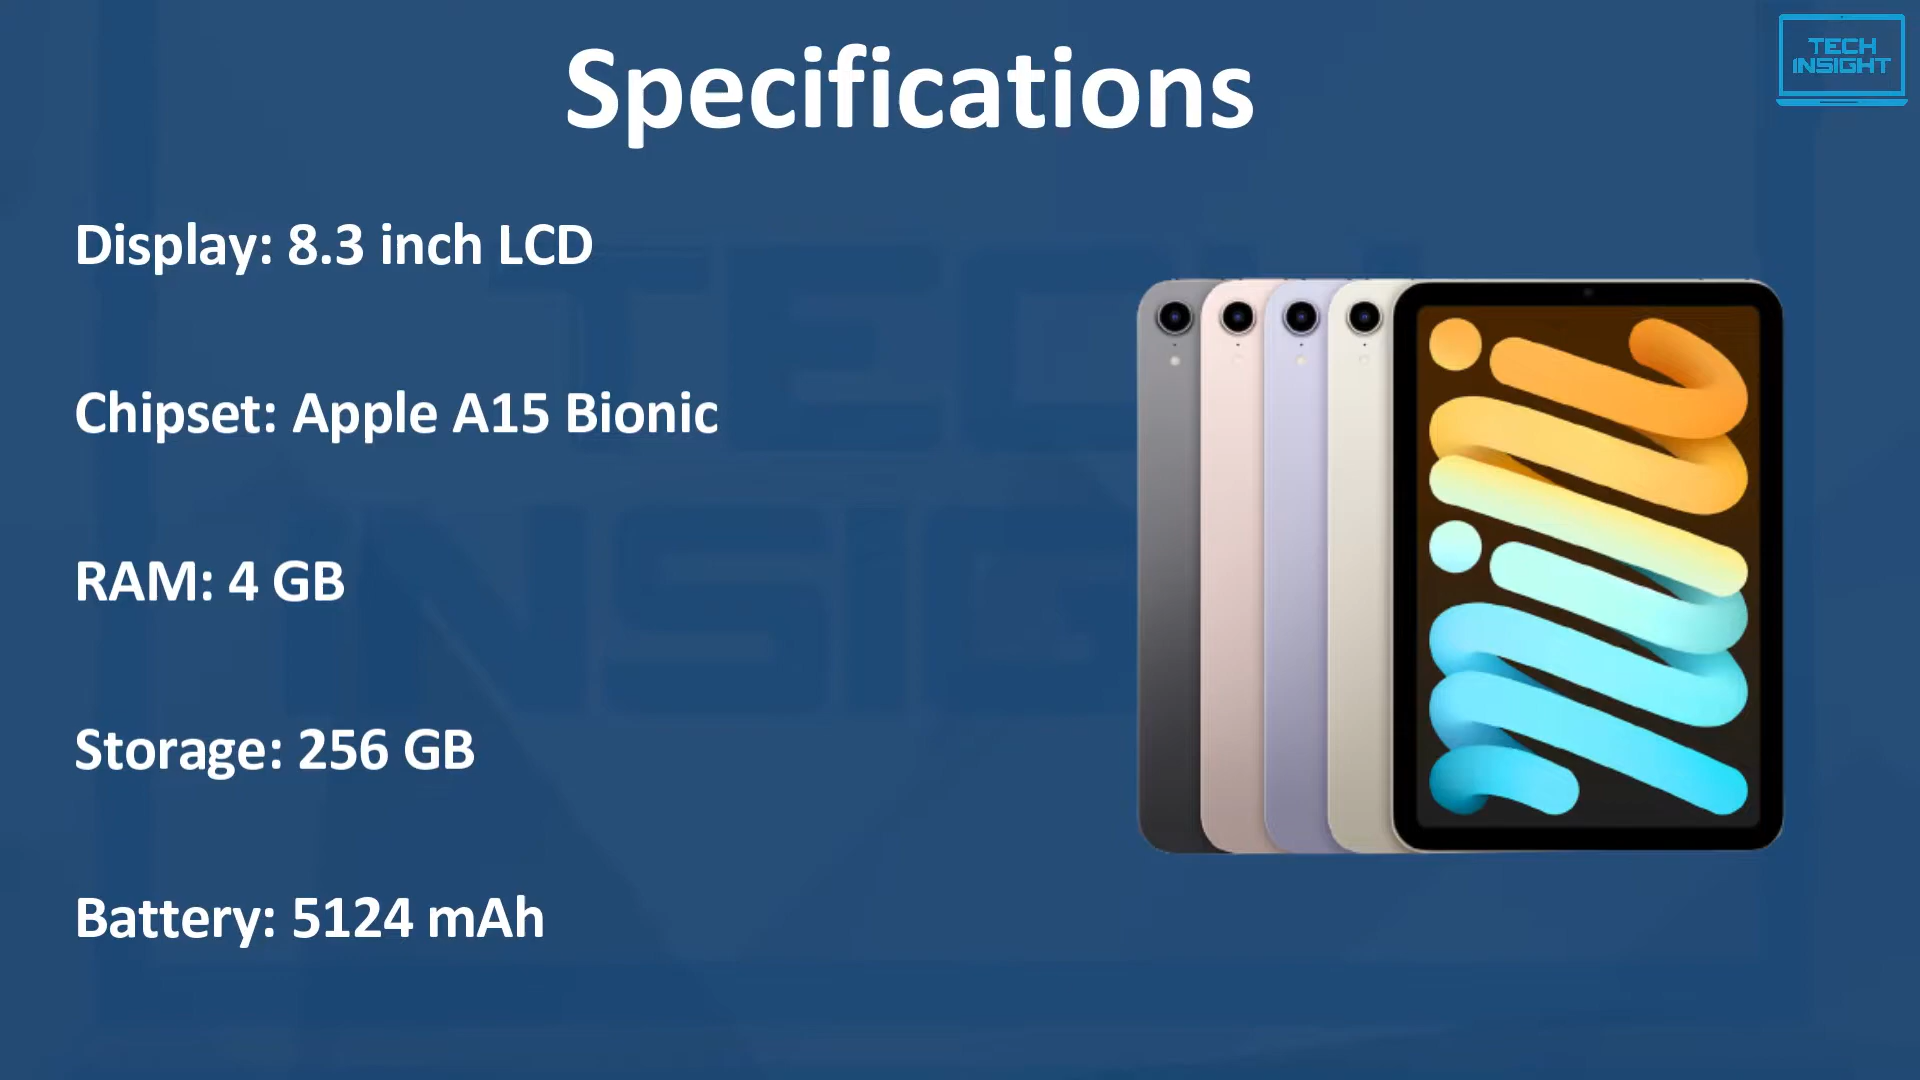 Specifications
TECH
INSIGHT
Display: 8.3 inch LCD
Chipset: Apple A15 Bionic
RAM: 4 GB
Storage: 256 GB
Battery: 5124 mAh